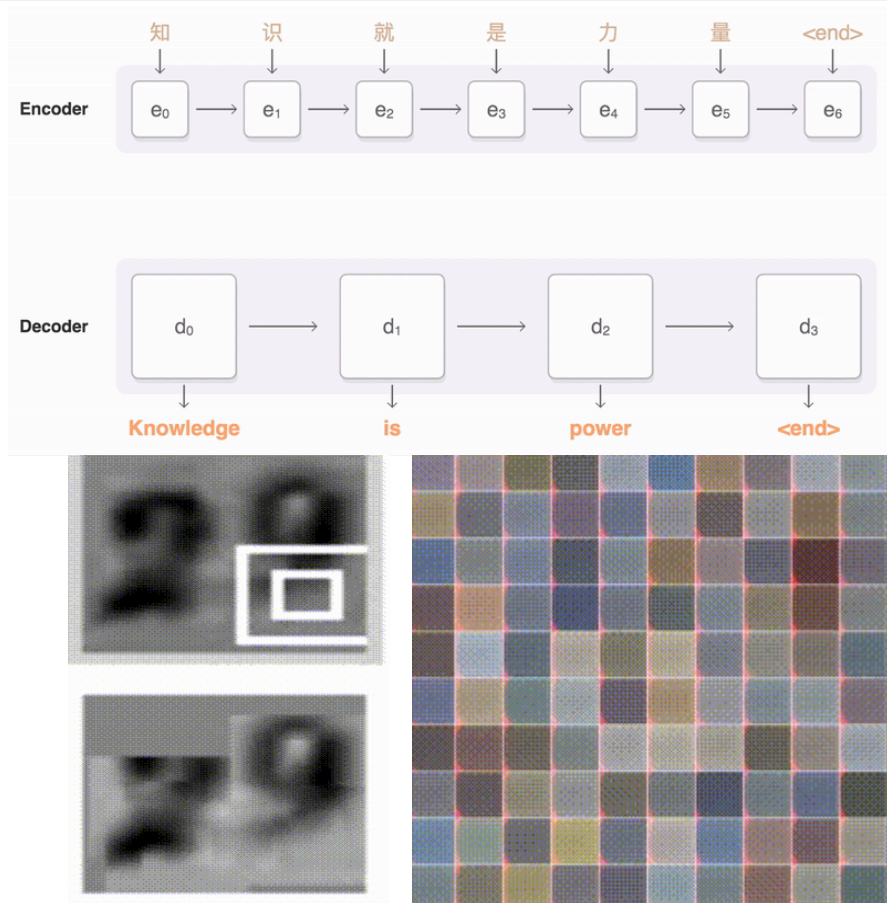 知 识 就 是 力 量 <end>
Encoder e₀ e₁ e₂ e₃ e₄ e₅ e₆
Decoder d₀ d₁ d₂ d₃
Knowledge is power <end>